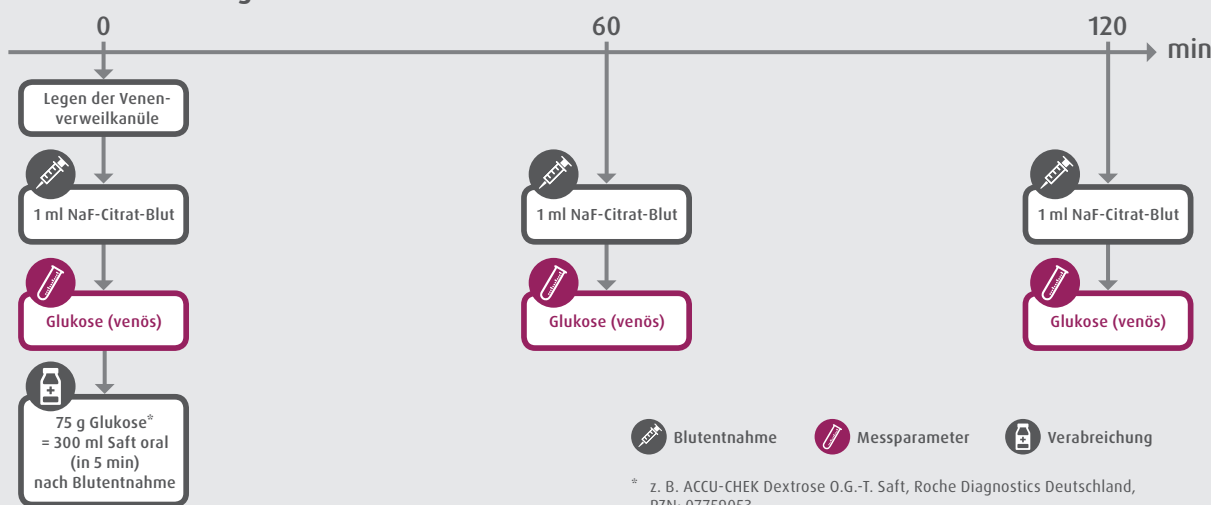 0
60
120
min
Legen der Venen-
verweilkanüle
1 ml NaF-Citrat-Blut
1 ml NaF-Citrat-Blut
1 ml NaF-Citrat-Blut
Glukose (venös)
Glukose (venös)
Glukose (venös)
75 g Glukose*
= 300 ml Saft oral
(in 5 min)
nach Blutentnahme
Blutentnahme
Messparameter
Verabreichung
* z. B. ACCU-CHEK Dextrose O.G.-T. Saft, Roche Diagnostics Deutschland,